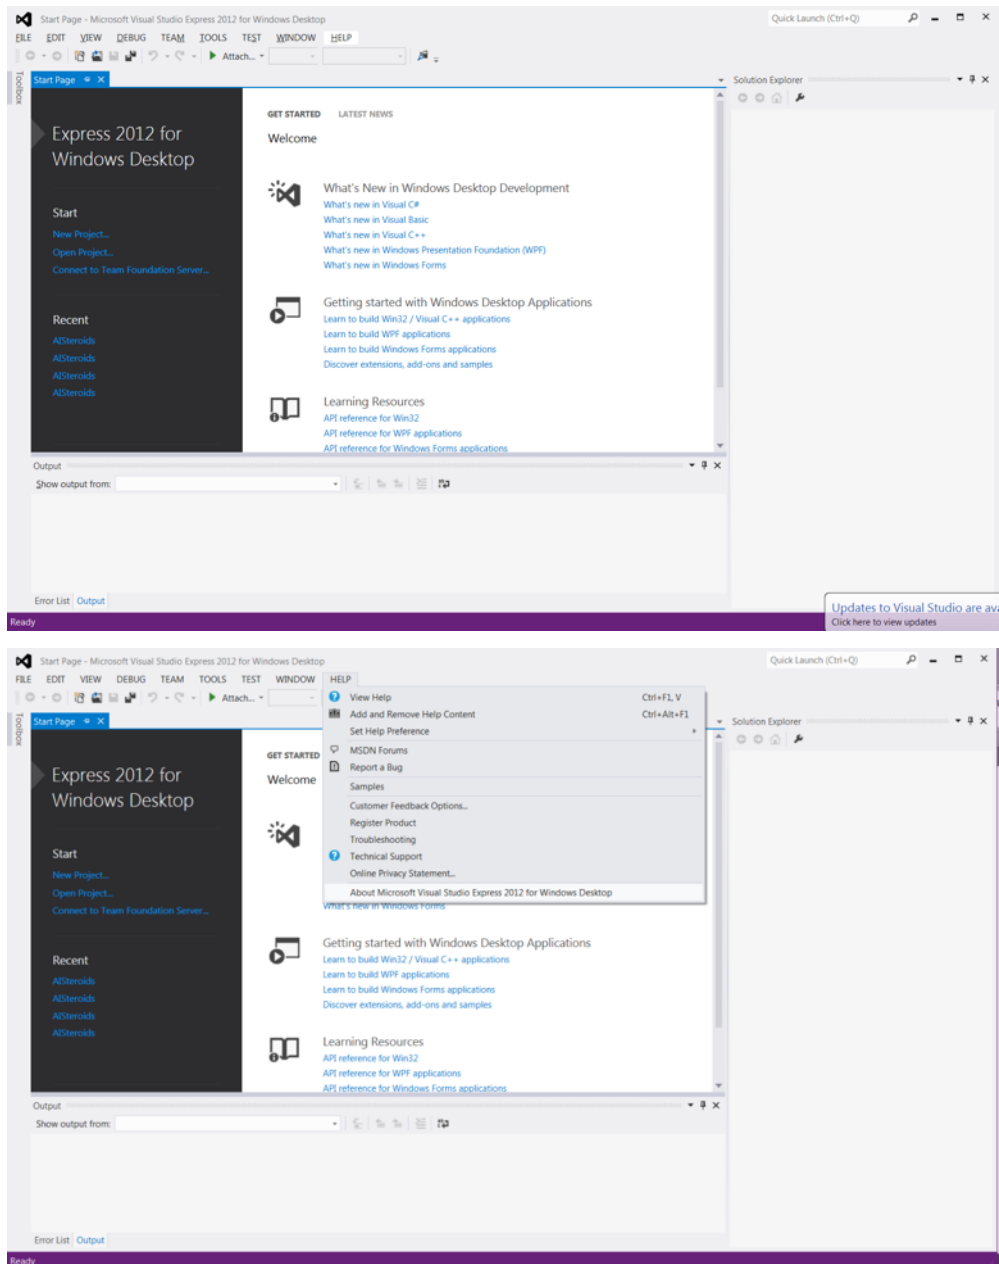 Start Page - Microsoft Visual Studio Express 2012 for Windows Desktop
Quick Launch (Ctrl+Q)
FILE EDIT VIEW DEBUG TEAM TOOLS TEST WINDOW HELP
Attach...
Toolbox
Start Page
Solution Explorer
Express 2012 for
Windows Desktop
Start
New Project...
Open Project...
Connect to Team Foundation Server...
Recent
AISteroids
AISteroids
AISteroids
AISteroids
GET STARTED LATEST NEWS
Welcome
What's New in Windows Desktop Development
What's new in Visual C#
What's new in Visual Basic
What's new in Visual C++
What's new in Windows Presentation Foundation (WPF)
What's new in Windows Forms
Getting started with Windows Desktop Applications
Learn to build Win32 / Visual C++ applications
Learn to build WPF applications
Learn to build Windows Forms applications
Discover extensions, add-ons and samples
Learning Resources
API reference for Win32
API reference for WPF applications
API reference for Windows Forms applications
Output
Show output from:
Error List Output
Ready
Updates to Visual Studio are ava
Click here to view updates
Start Page - Microsoft Visual Studio Express 2012 for Windows Desktop
Quick Launch (Ctrl+Q)
FILE EDIT VIEW DEBUG TEAM TOOLS TEST WINDOW HELP
Attach...
View Help Ctrl+F1, V
Add and Remove Help Content Ctrl+Alt+F1
Set Help Preference
MSDN Forums
Report a Bug
Samples
Customer Feedback Options...
Register Product
Troubleshooting
Technical Support
Online Privacy Statement...
About Microsoft Visual Studio Express 2012 for Windows Desktop
Toolbox
Start Page
Solution Explorer
Express 2012 for
Windows Desktop
Start
New Project...
Open Project...
Connect to Team Foundation Server...
Recent
AISteroids
AISteroids
AISteroids
AISteroids
GET STARTED
Welcome
What's new in Windows Forms
Getting started with Windows Desktop Applications
Learn to build Win32 / Visual C++ applications
Learn to build WPF applications
Learn to build Windows Forms applications
Discover extensions, add-ons and samples
Learning Resources
API reference for Win32
API reference for WPF applications
API reference for Windows Forms applications
Output
Show output from:
Error List Output
Ready